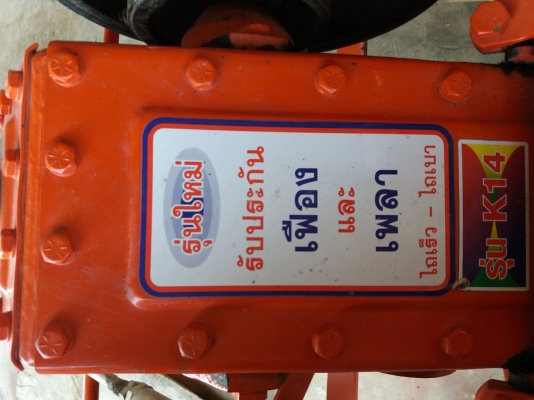 รุ่นใหม่
รับประกัน
เฟือง
และ
เพลา
ไถเร็ว - ไถเบา
รุ่น K14